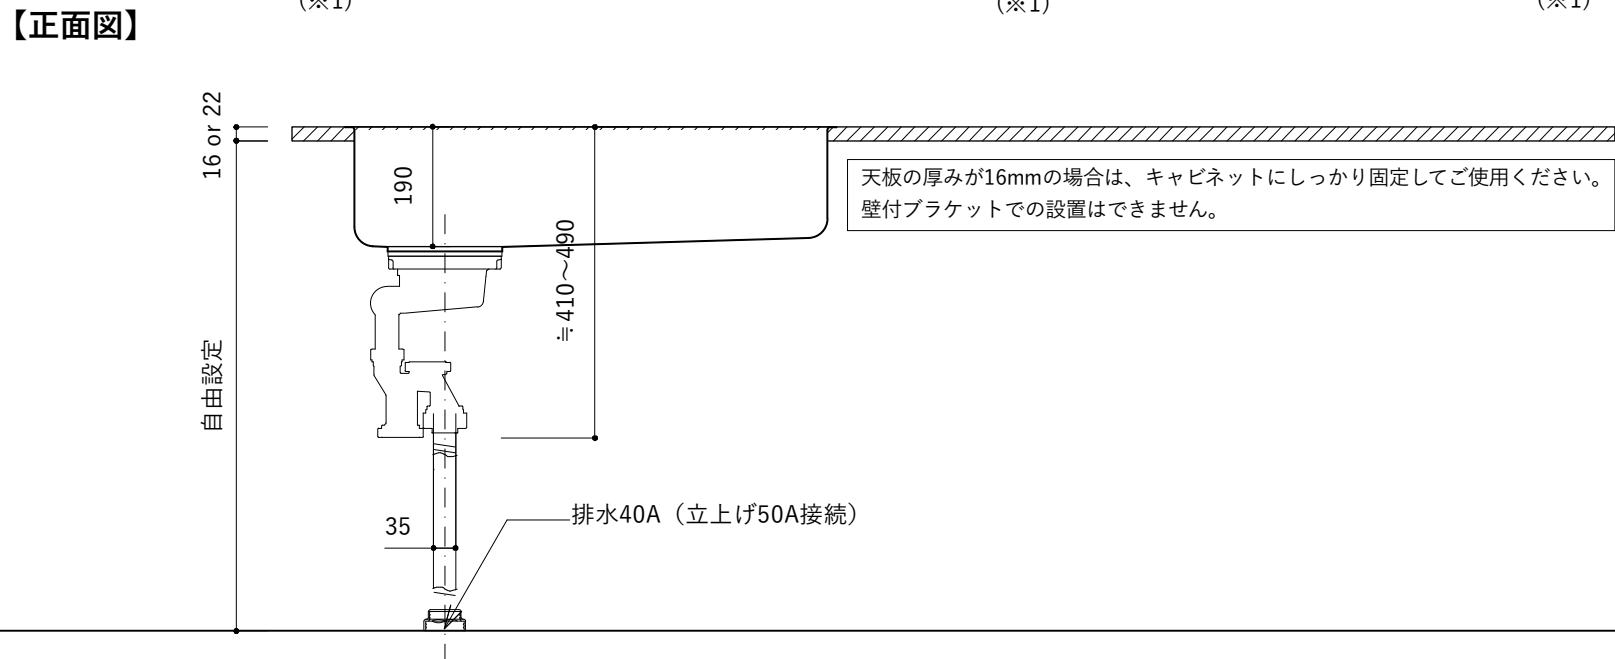 (※1)
(※1)
(※1)
【正面図】
16 or 22
190
天板の厚みが16mmの場合は、キャビネットにしっかり固定してご使用ください。
壁付ブラケットでの設置はできません。
≒410〜490
自由設定
排水40A（立上げ50A接続）
35